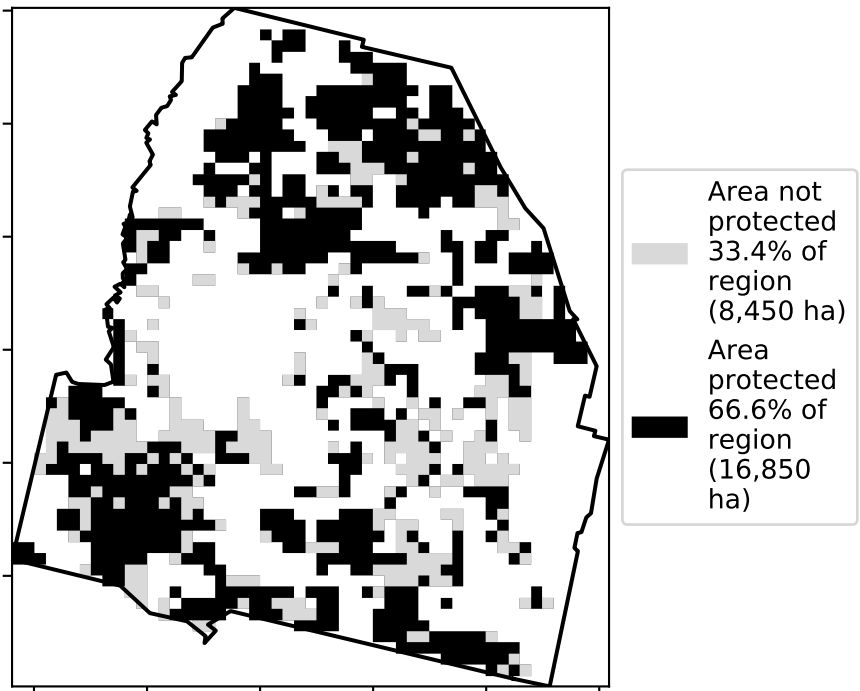 Area not
protected
33.4% of
region
(8,450 ha)
Area
protected
66.6% of
region
(16,850
ha)